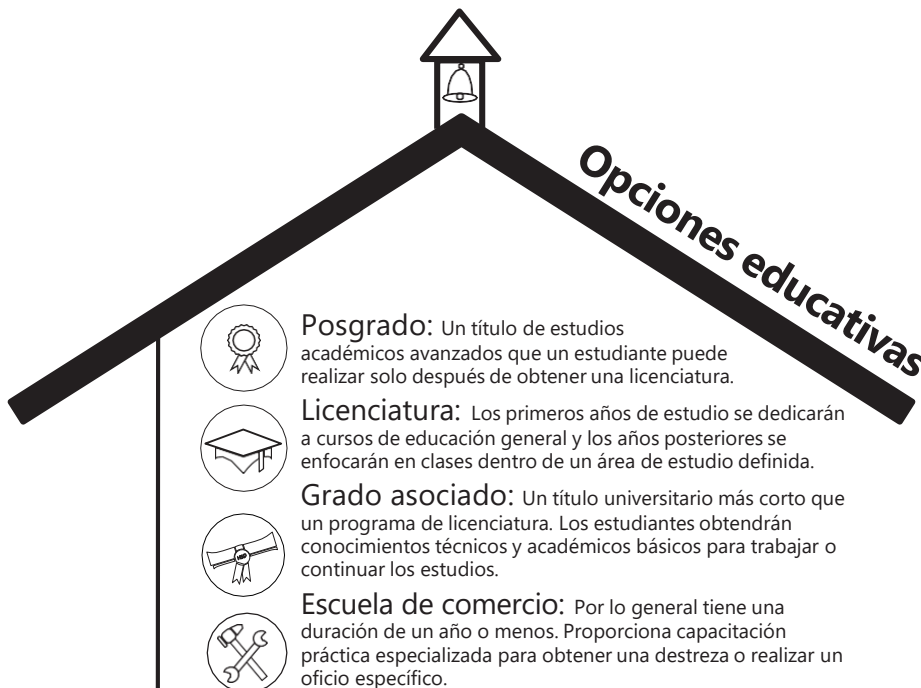 Opciones educativas
Posgrado: Un título de estudios
académicos avanzados que un estudiante puede
realizar solo después de obtener una licenciatura.
Licenciatura: Los primeros años de estudio se dedicarán
a cursos de educación general y los años posteriores se
enfocarán en clases dentro de un área de estudio definida.
Grado asociado: Un título universitario más corto que
un programa de licenciatura. Los estudiantes obtendrán
conocimientos técnicos y académicos básicos para trabajar o
continuar los estudios.
Escuela de comercio: Por lo general tiene una
duración de un año o menos. Proporciona capacitación
práctica especializada para obtener una destreza o realizar un
oficio específico.